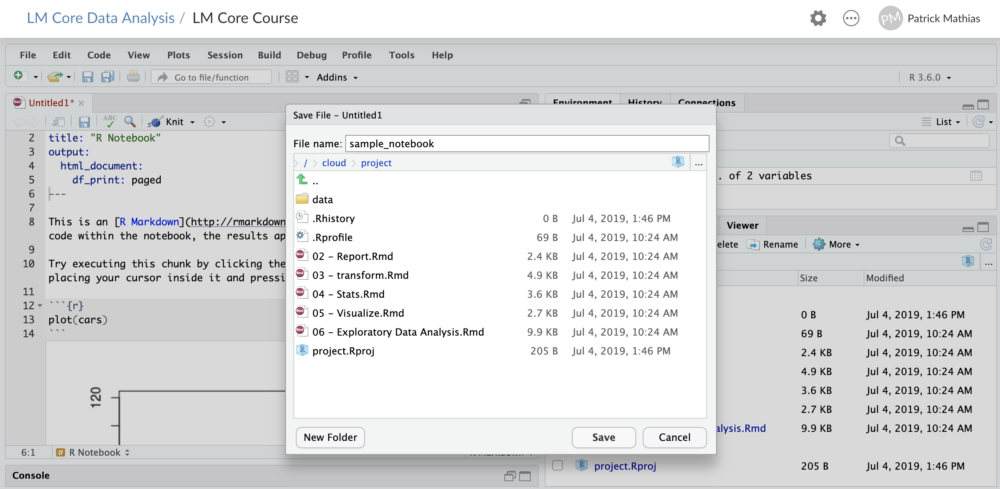 LM Core Data Analysis / LM Core Course
PM Patrick Mathias
File Edit Code View Plots Session Build Debug Profile Tools Help
Go to file/function
Addins
R 3.6.0
Untitled1*
ABC
Knit
2 title: "R Notebook"
3 output:
4 html_document:
5 df_print: paged
6 ---
7
8 This is an [R Markdown](http://rmarkdown
code within the notebook, the results ap
9
10 Try executing this chunk by clicking the
placing your cursor inside it and pressi
11
12 ```{r}
13 plot(cars)
14 ```
120
6:1 # R Notebook
Console
Save File – Untitled1
File name: sample_notebook
/ cloud project
R ...
..
data
.Rhistory 0 B Jul 4, 2019, 1:46 PM
.Rprofile 69 B Jul 4, 2019, 10:24 AM
Rmd 02 – Report.Rmd 2.4 KB Jul 4, 2019, 10:24 AM
Rmd 03 – transform.Rmd 4.9 KB Jul 4, 2019, 10:24 AM
Rmd 04 – Stats.Rmd 3.6 KB Jul 4, 2019, 10:24 AM
Rmd 05 – Visualize.Rmd 2.7 KB Jul 4, 2019, 10:24 AM
Rmd 06 – Exploratory Data Analysis.Rmd 9.9 KB Jul 4, 2019, 10:24 AM
R project.Rproj 205 B Jul 4, 2019, 1:46 PM
New Folder Save Cancel
Environment History Connections
List
. of 2 variables
Viewer
elete Rename More
R ...
Size Modified
0 B Jul 4, 2019, 1:46 PM
69 B Jul 4, 2019, 10:24 AM
2.4 KB Jul 4, 2019, 10:24 AM
4.9 KB Jul 4, 2019, 10:24 AM
3.6 KB Jul 4, 2019, 10:24 AM
2.7 KB Jul 4, 2019, 10:24 AM
alysis.Rmd 9.9 KB Jul 4, 2019, 10:24 AM
R project.Rproj 205 B Jul 4, 2019, 1:46 PM